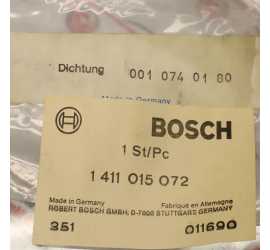 Dichtung 001 074 01 80
Made in Germany
BOSCH
1 St/Pc
1 411 015 072
Made in Germany Fabriqué en Allemagne
ROBERT BOSCH GMBH, D-7000 STUTTGART GERMANY
351 011690